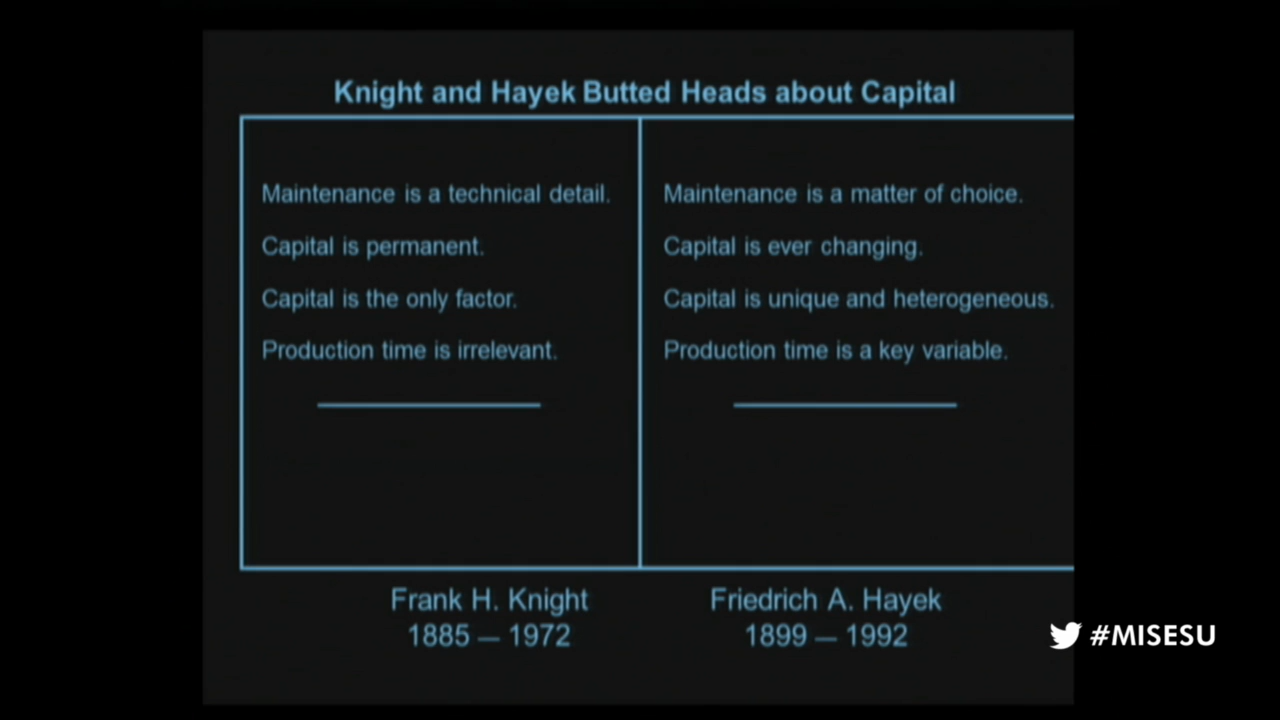 Knight and Hayek Butted Heads about Capital
Maintenance is a technical detail.
Capital is permanent.
Capital is the only factor.
Production time is irrelevant.
Maintenance is a matter of choice.
Capital is ever changing.
Capital is unique and heterogeneous.
Production time is a key variable.
Frank H. Knight
1885 — 1972
Friedrich A. Hayek
1899 — 1992
#MISESU